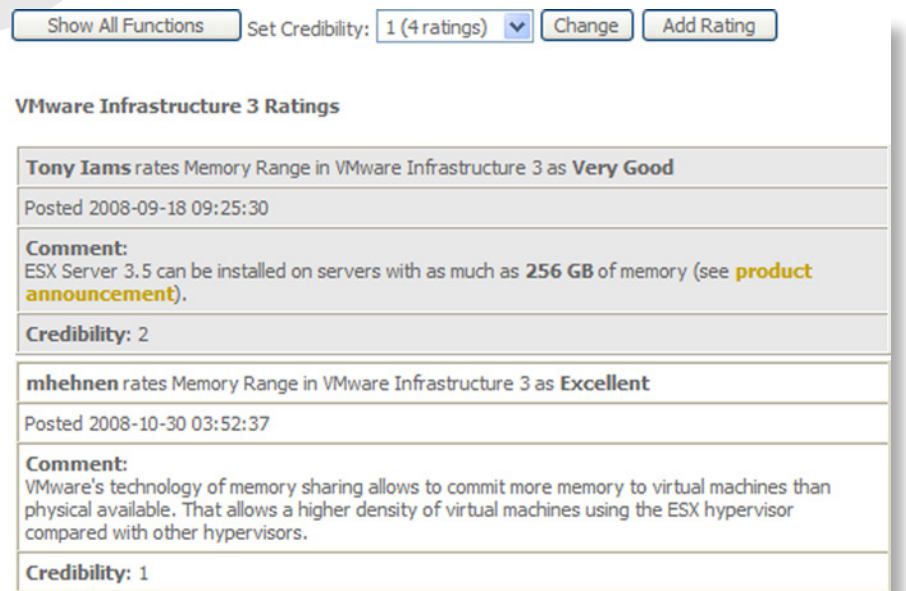 Show All Functions Set Credibility: 1 (4 ratings) Change Add Rating
VMware Infrastructure 3 Ratings
Tony Iams rates Memory Range in VMware Infrastructure 3 as Very Good
Posted 2008-09-18 09:25:30
Comment:
ESX Server 3.5 can be installed on servers with as much as 256 GB of memory (see product
announcement).
Credibility: 2
mhehnen rates Memory Range in VMware Infrastructure 3 as Excellent
Posted 2008-10-30 03:52:37
Comment:
VMware's technology of memory sharing allows to commit more memory to virtual machines than
physical available. That allows a higher density of virtual machines using the ESX hypervisor
compared with other hypervisors.
Credibility: 1